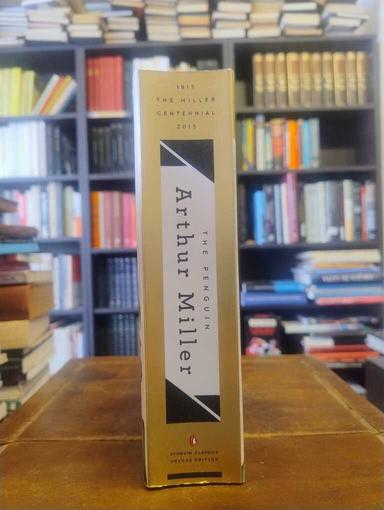 1915
THE MILLER
CENTENNIAL
2015
THE PENGUIN
Arthur Miller
PENGUIN CLASSICS
DELUXE EDITION